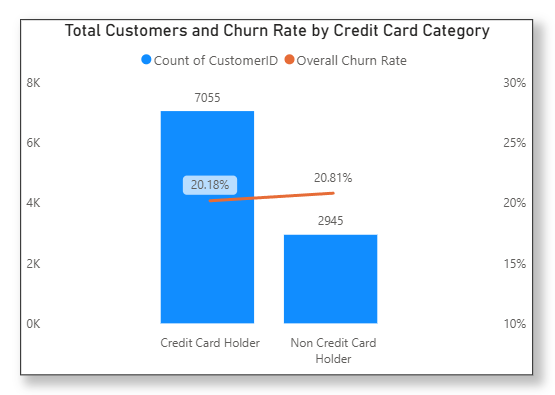 Total Customers and Churn Rate by Credit Card Category
Count of CustomerID Overall Churn Rate
8K
6K
4K
2K
0K
30%
25%
20%
15%
10%
7055
20.18%
20.81%
2945
Credit Card Holder
Non Credit Card
Holder